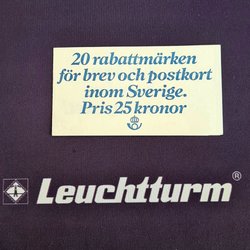 20 rabattmärken
för brev och postkort
inom Sverige.
Pris 25 kronor
Leuchtturm®